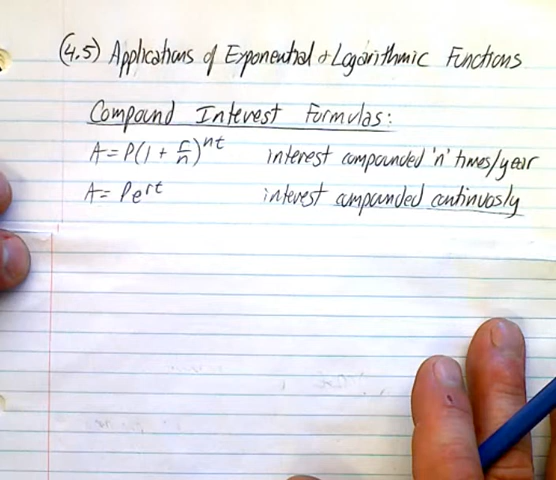 (4.5) Applications of Exponential & Logarithmic Functions
Compound Interest Formulas:
A = P(1 + r/n)^nt interest compounded 'n' times/year
A = Pe^rt interest compounded continuosly